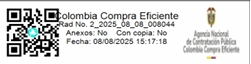 Colombia Compra Eficiente
Rad No. 2_2025_08_08_008044
Anexos: No Con copia: No
Fecha: 08/08/2025 15:17:18
Agencia Nacional
de Contratación Pública
Colombia Compra Eficiente